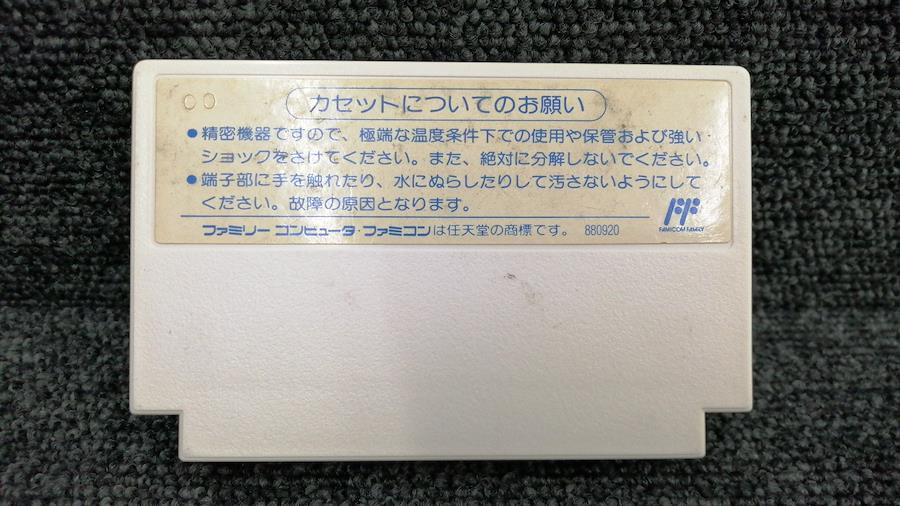 カセットについてのお願い
●精密機器ですので、極端な温度条件下での使用や保管および強い
ショックをさけてください。また、絶対に分解しないでください。
●端子部に手を触れたり、水にぬらしたりして汚さないようにして
ください。故障の原因となります。
ファミリー コンピュータ・ファミコンは任天堂の商標です。 880920
FF
FAMICOM FAMILY